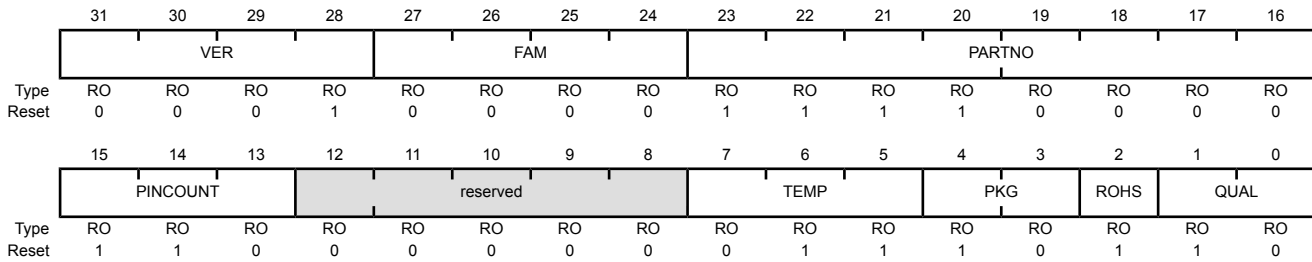 31 30 29 28 27 26 25 24 23 22 21 20 19 18 17 16
VER FAM PARTNO
Type RO RO RO RO RO RO RO RO RO RO RO RO RO RO RO RO
Reset 0 0 0 1 0 0 0 0 1 1 1 1 0 0 0 0
15 14 13 12 11 10 9 8 7 6 5 4 3 2 1 0
PINCOUNT reserved TEMP PKG ROHS QUAL
Type RO RO RO RO RO RO RO RO RO RO RO RO RO RO RO RO
Reset 1 1 0 0 0 0 0 0 0 1 1 1 0 1 1 0